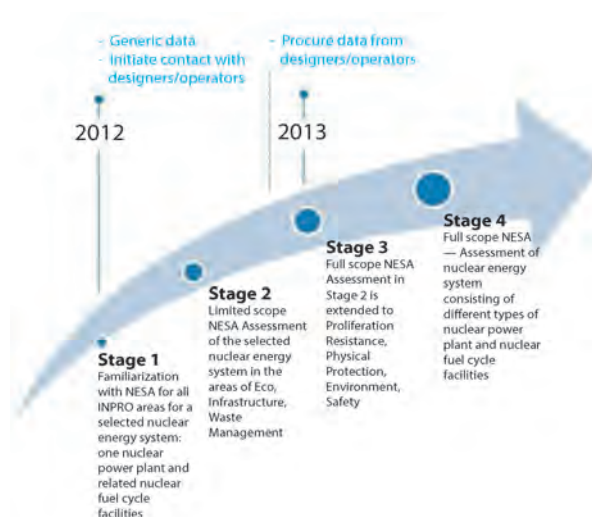 - Generic data
- Initiate contact with
designers/operators
- Procure data from
designers/operators
2012
2013
Stage 1
Familiarization
with NESA for all
INPRO areas for a
selected nuclear
energy system:
one nuclear
power plant and
related nuclear
fuel cycle
facilities
Stage 2
Limited scope
NESA Assessment
of the selected
nuclear energy
system in the
areas of Eco,
Infrastructure,
Waste
Management
Stage 3
Full scope NESA
Assessment in
Stage 2 is
extended to
Proliferation
Resistance,
Physical
Protection,
Environment,
Safety
Stage 4
Full scope NESA
— Assessment of
nuclear energy
system
consisting of
different types of
nuclear power
plant and nuclear
fuel cycle
facilities